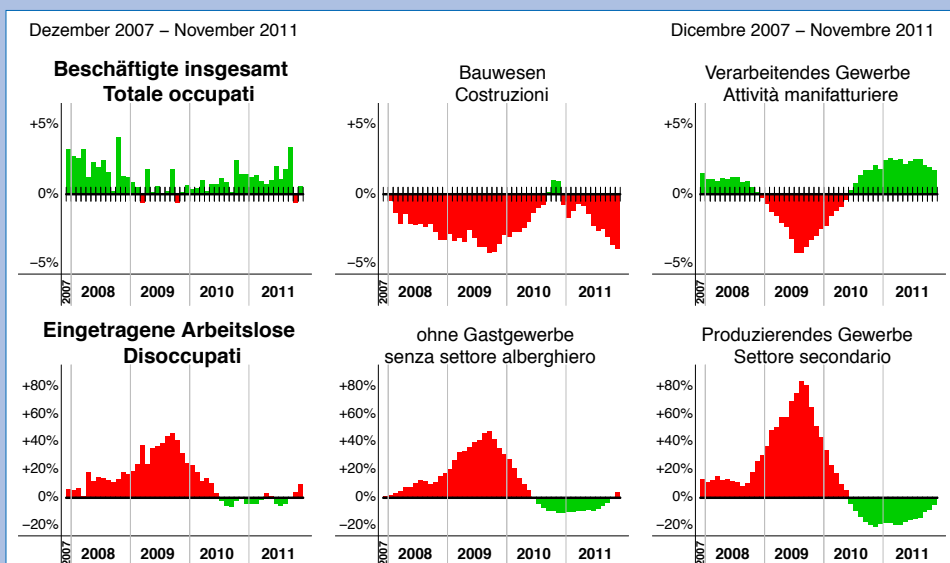 Dezember 2007 – November 2011
Dicembre 2007 – Novembre 2011
Beschäftigte insgesamt
Totale occupati
+5%
0%
−5%
2007 2008 2009 2010 2011
Bauwesen
Costruzioni
+5%
0%
−5%
2007 2008 2009 2010 2011
Verarbeitendes Gewerbe
Attività manifatturiere
+5%
0%
−5%
2007 2008 2009 2010 2011
Eingetragene Arbeitslose
Disoccupati
+80%
+60%
+40%
+20%
0%
−20%
2007 2008 2009 2010 2011
ohne Gastgewerbe
senza settore alberghiero
+80%
+60%
+40%
+20%
0%
−20%
2007 2008 2009 2010 2011
Produzierendes Gewerbe
Settore secondario
+80%
+60%
+40%
+20%
0%
−20%
2007 2008 2009 2010 2011